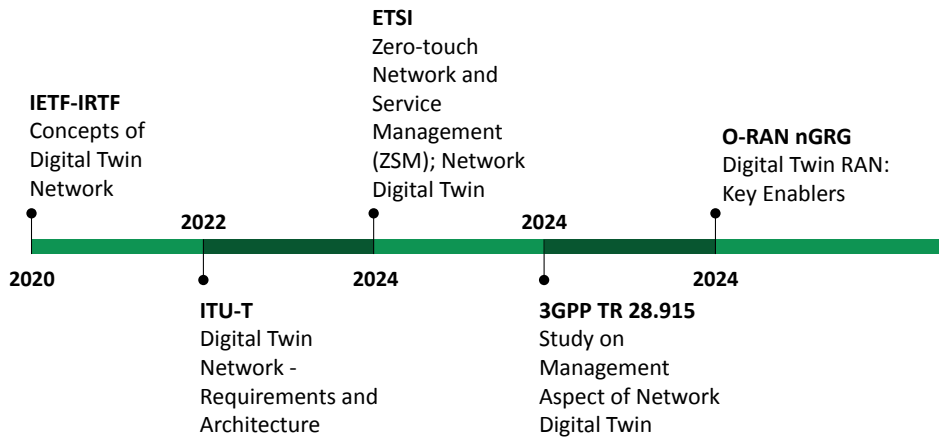 IETF-IRTF
Concepts of
Digital Twin
Network
2020
2022
ITU-T
Digital Twin
Network -
Requirements and
Architecture
ETSI
Zero-touch
Network and
Service
Management
(ZSM); Network
Digital Twin
2024
2024
3GPP TR 28.915
Study on
Management
Aspect of Network
Digital Twin
O-RAN nGRG
Digital Twin RAN:
Key Enablers
2024